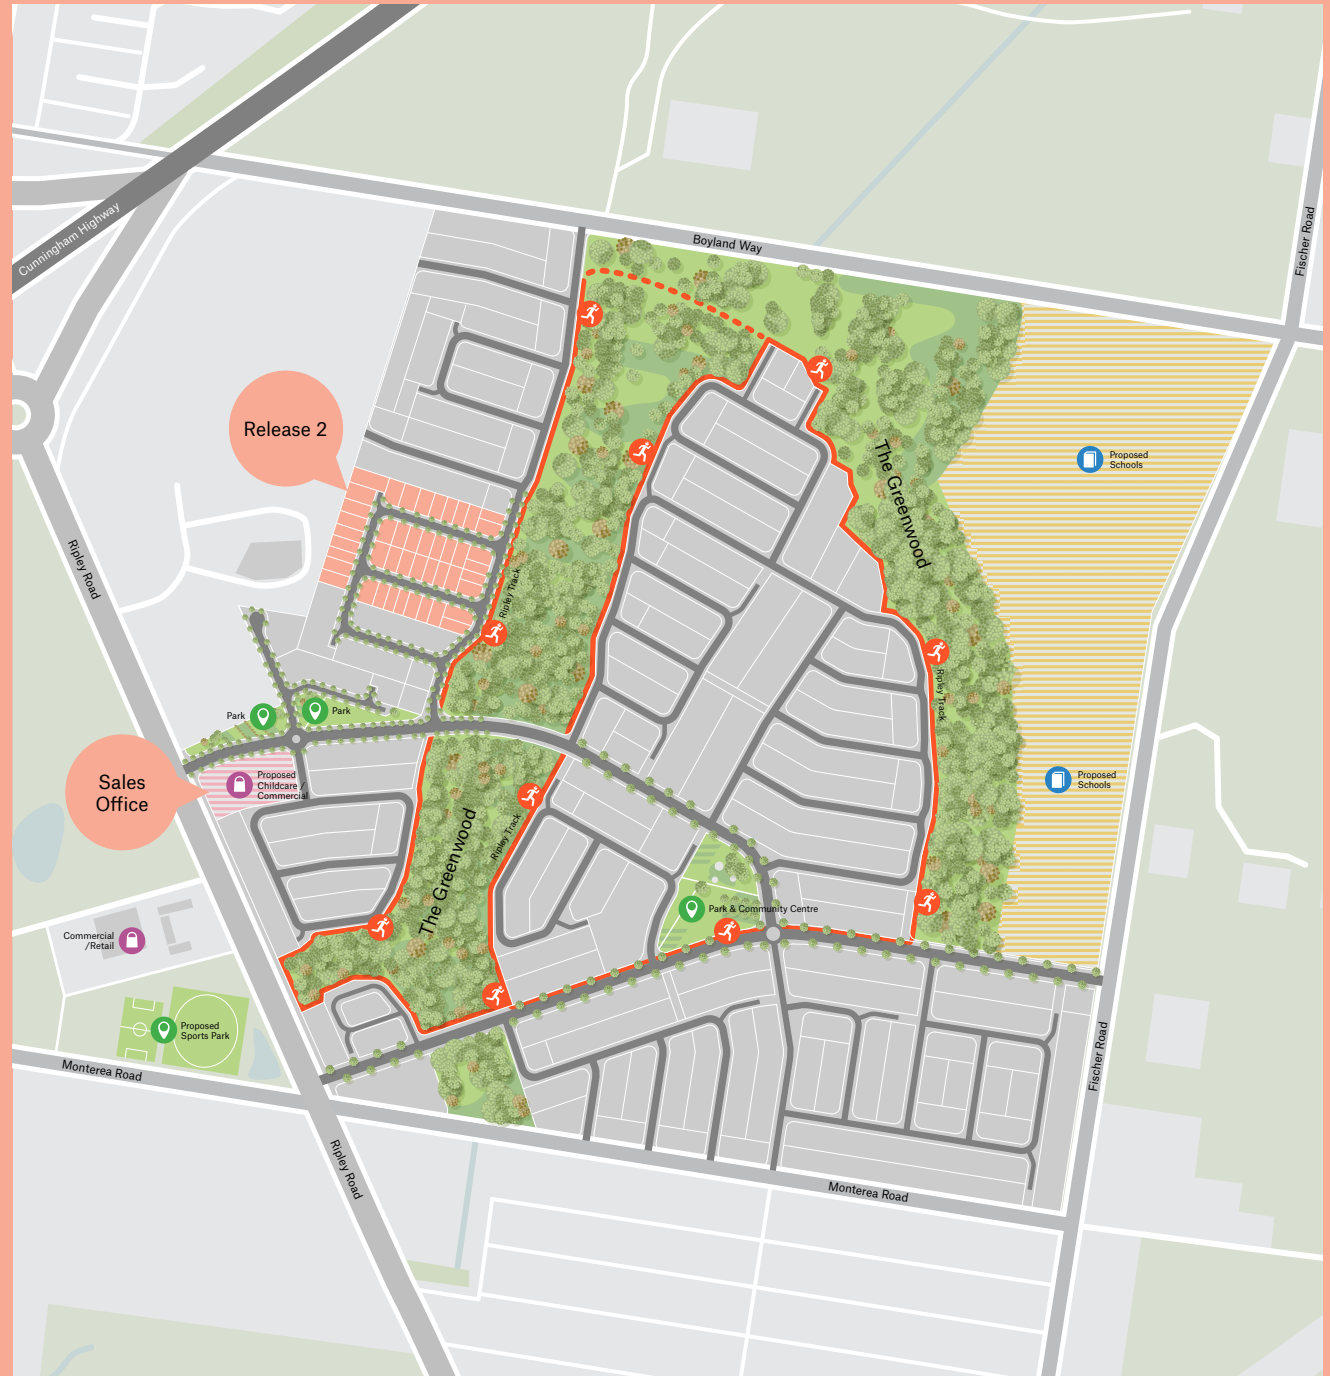 Boyland Way
Fischer Road
Cunningham Highway
Release 2
The Greenwood
Proposed
Schools
Ripley Road
Ripley Track
Ripley Track
Park
Park
Sales
Office
Proposed
Childcare /
Commercial
Proposed
Schools
The Greenwood
Ripley Track
Park & Community Centre
Commercial
/Retail
Proposed
Sports Park
Monterea Road
Fischer Road
Ripley Road
Monterea Road